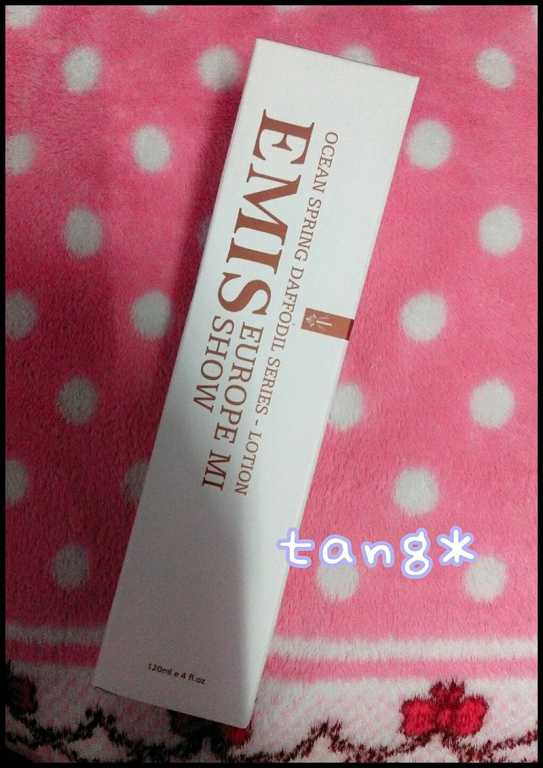 OCEAN SPRING DAFFODIL SERIES - LOTION
EMIS EUROPE MI
SHOW
120ml e 4 fl.oz
tang*